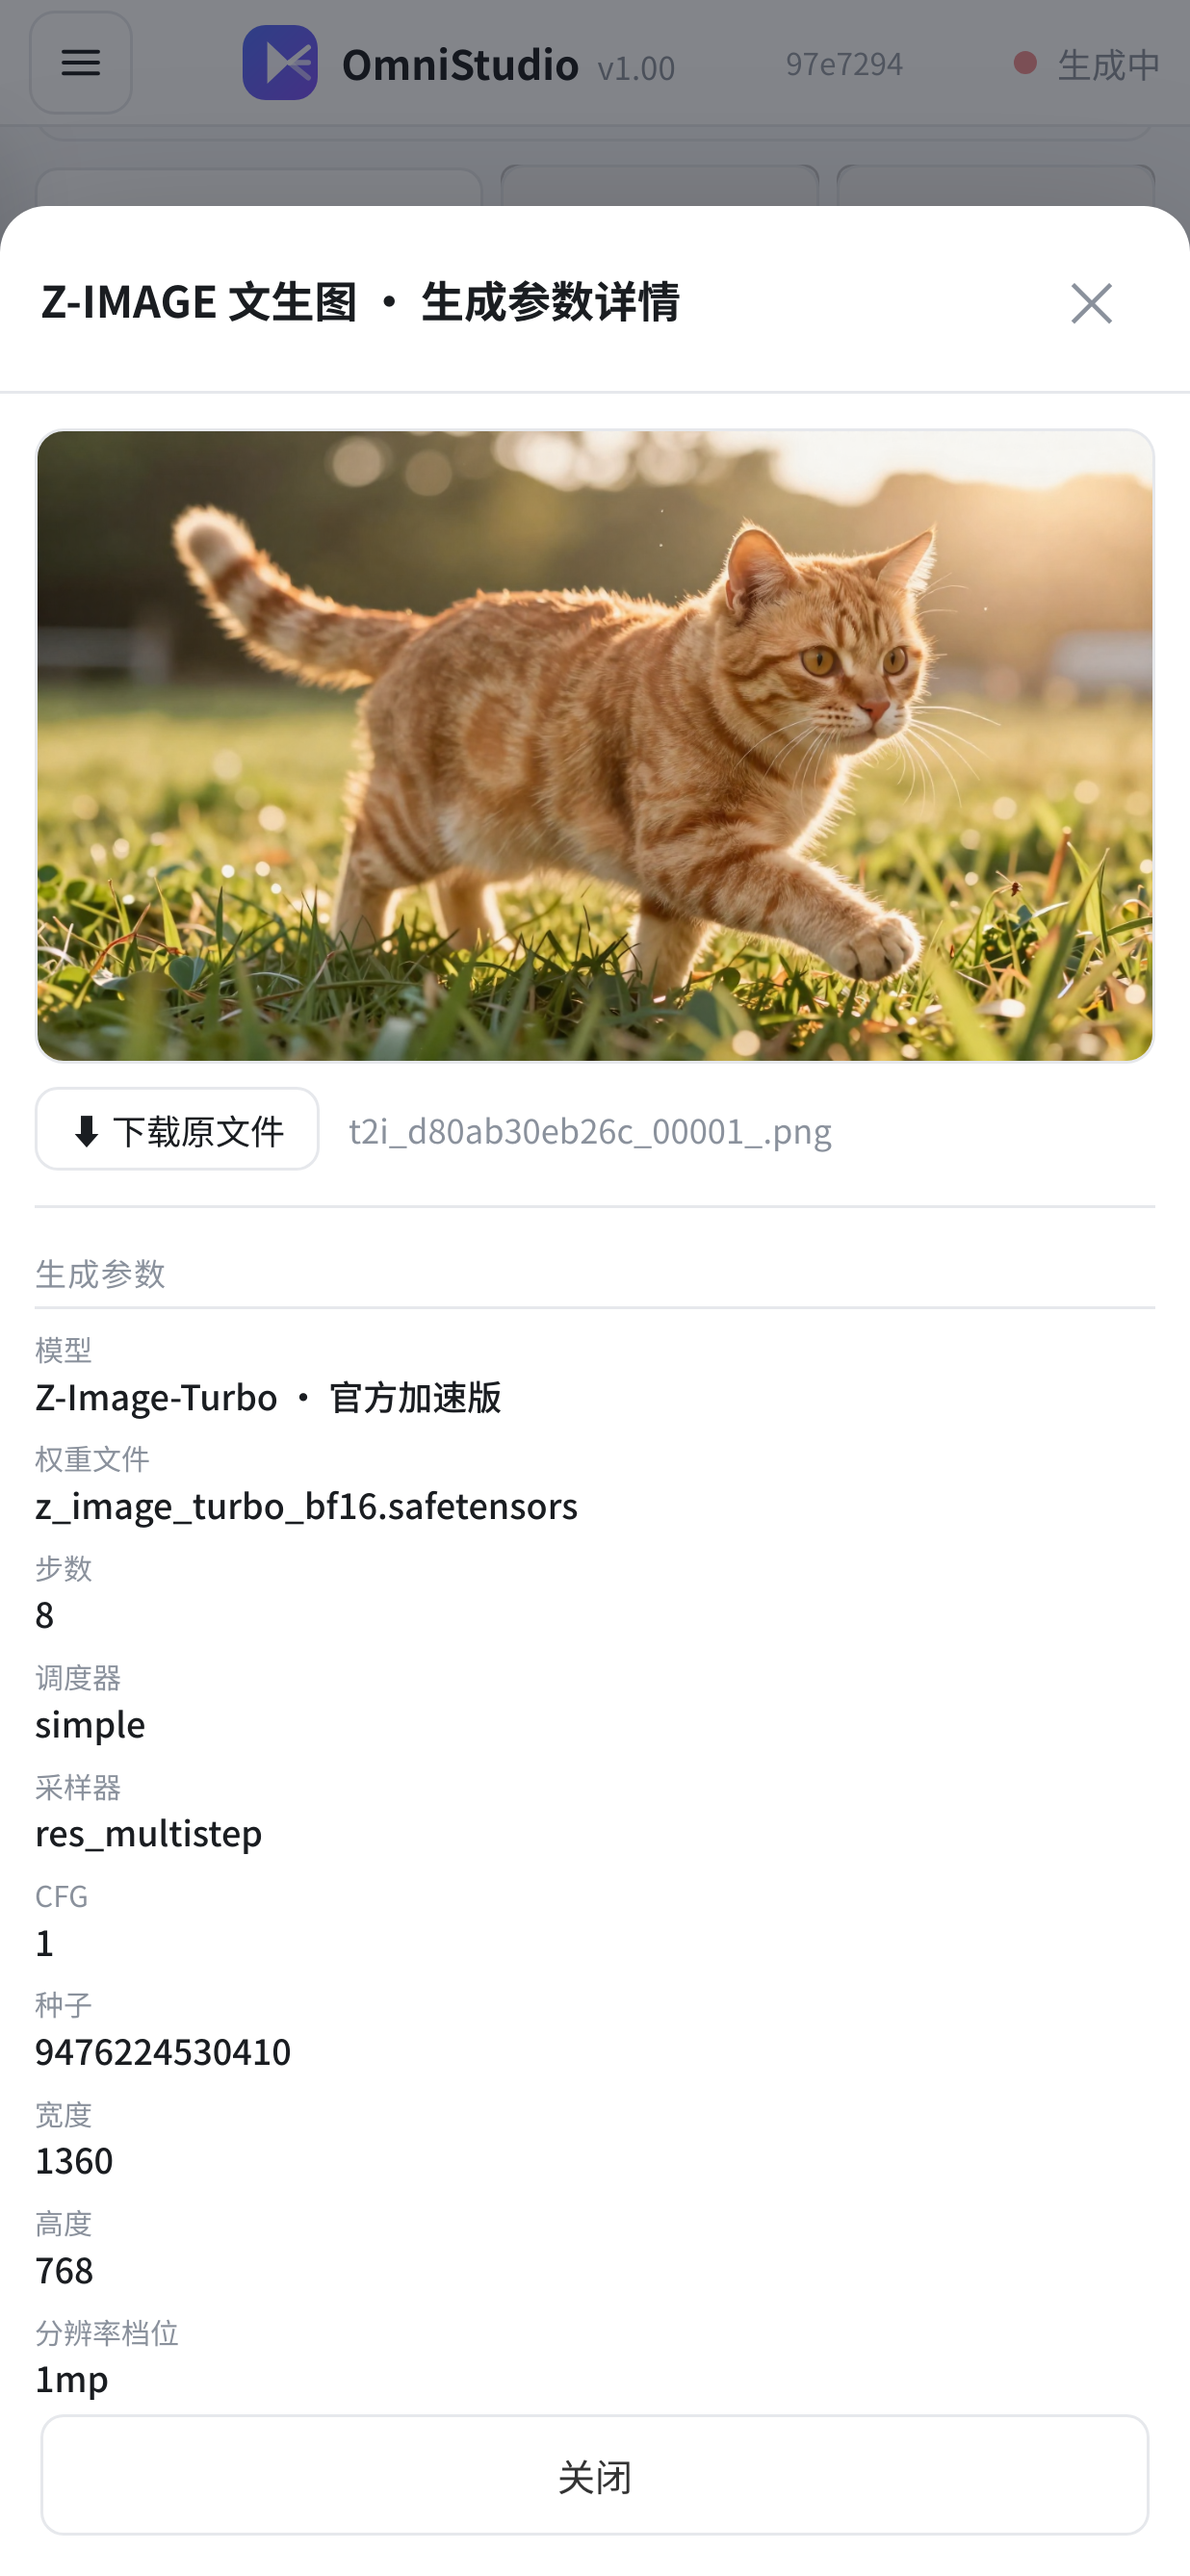 OmniStudio v1.00 97e7294 生成中
Z-IMAGE 文生图 · 生成参数详情
下载原文件 t2i_d80ab30eb26c_00001_.png
生成参数
模型
Z-Image-Turbo · 官方加速版
权重文件
z_image_turbo_bf16.safetensors
步数
8
调度器
simple
采样器
res_multistep
CFG
1
种子
9476224530410
宽度
1360
高度
768
分辨率档位
1mp
关闭